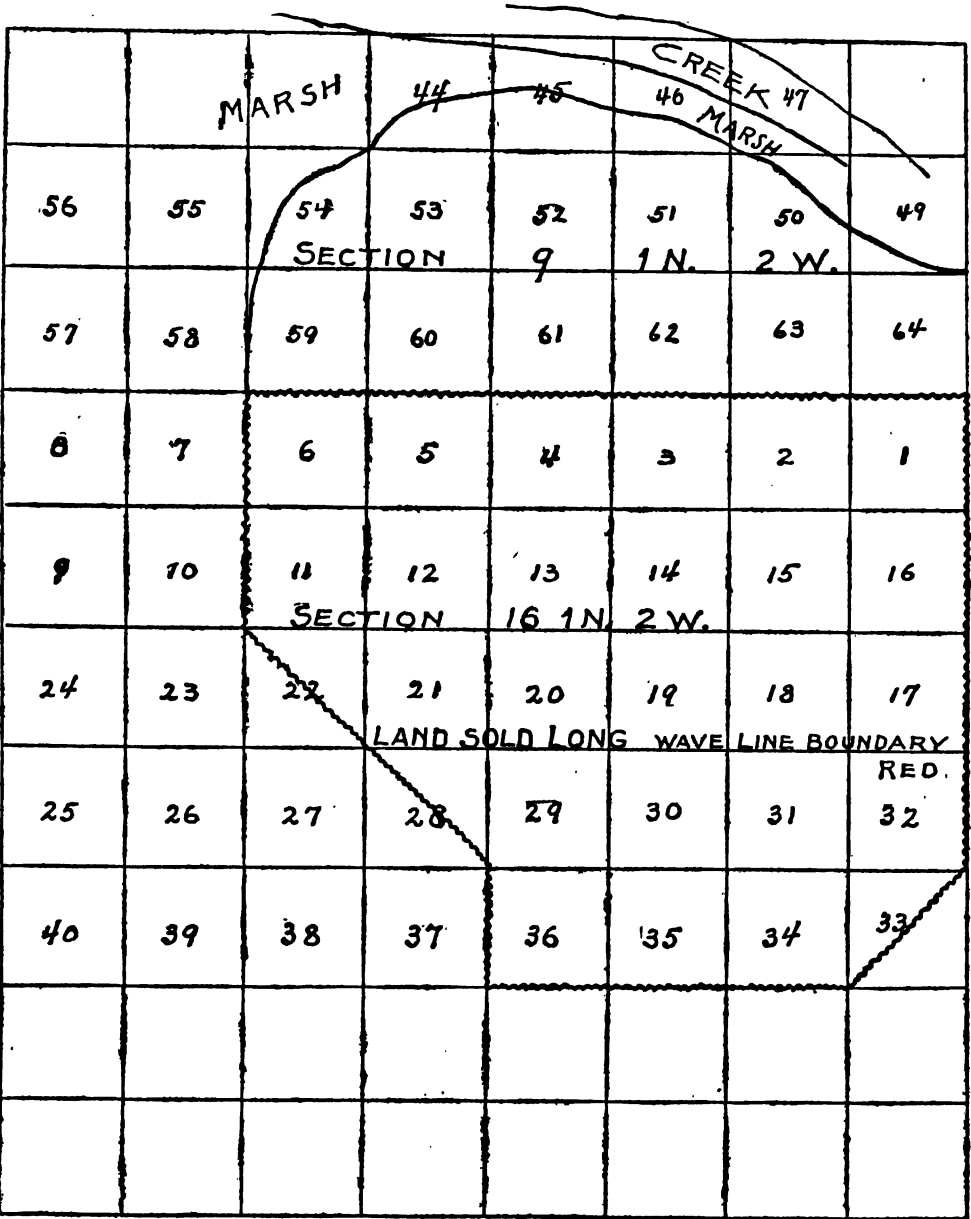 CREEK
MARSH 44 45 46 47
MARSH
56 55 54 53 52 51 50 49
SECTION 9 1 N. 2 W.
57 58 59 60 61 62 63 64
8 7 6 5 4 3 2 1
9 10 11 12 13 14 15 16
SECTION 16 1 N. 2 W.
24 23 22 21 20 19 18 17
LAND SOLD LONG WAVE LINE BOUNDARY
RED.
25 26 27 28 29 30 31 32
40 39 38 37 36 35 34 33